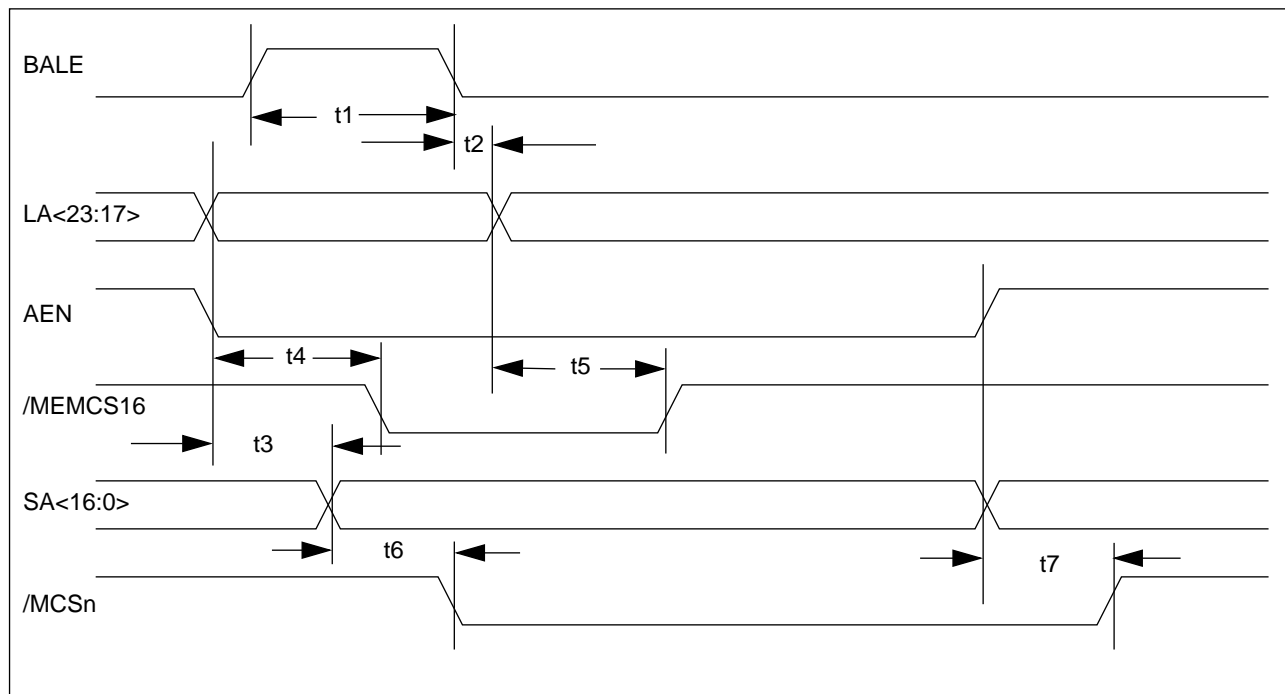 BALE
t1
t2
LA<23:17>
AEN
t4
t5
/MEMCS16
t3
SA<16:0>
t6
t7
/MCSn